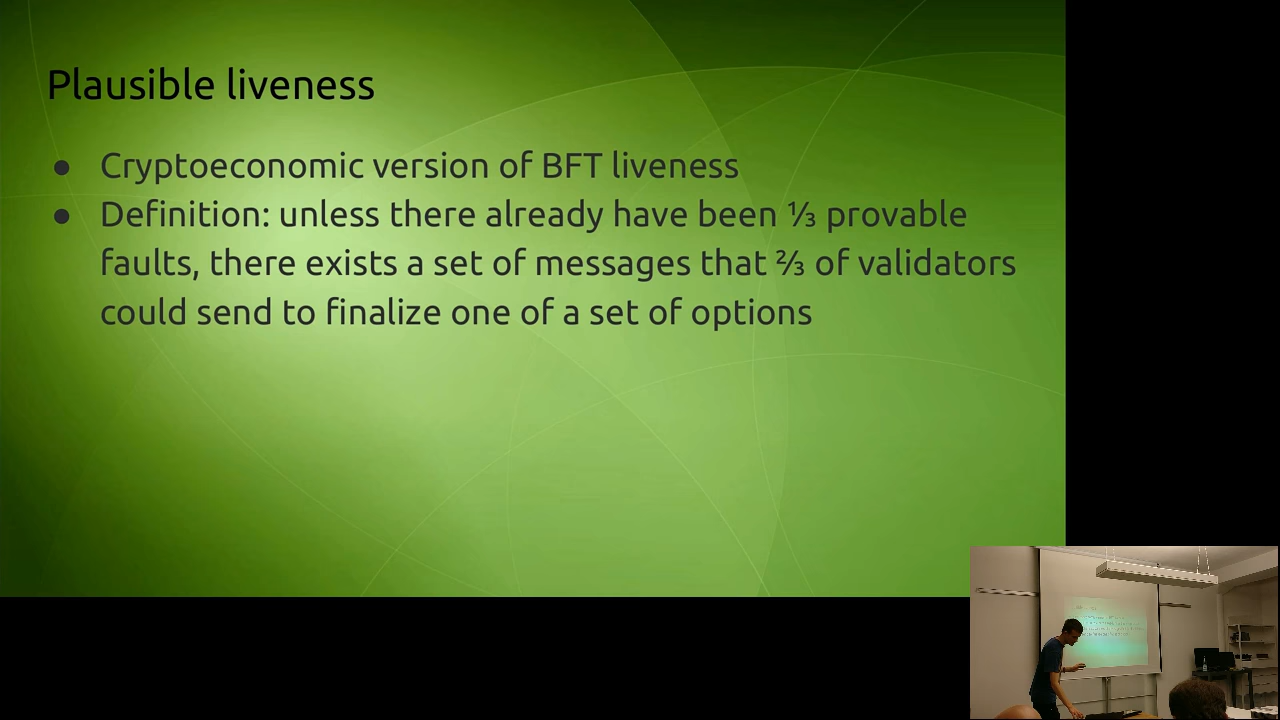 Plausible liveness
● Cryptoeconomic version of BFT liveness
● Definition: unless there already have been ⅓ provable
faults, there exists a set of messages that ⅔ of validators
could send to finalize one of a set of options